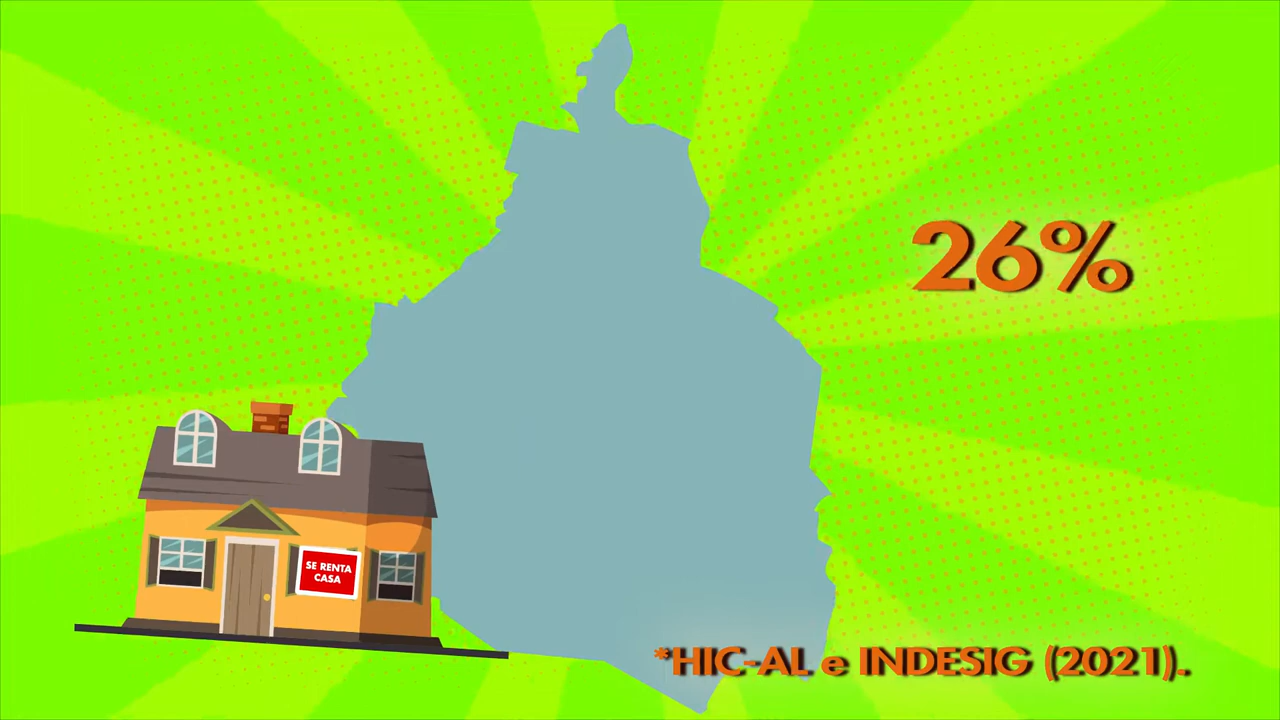 26%
SE RENTA
CASA
*HIC-AL e INDESIG (2021).